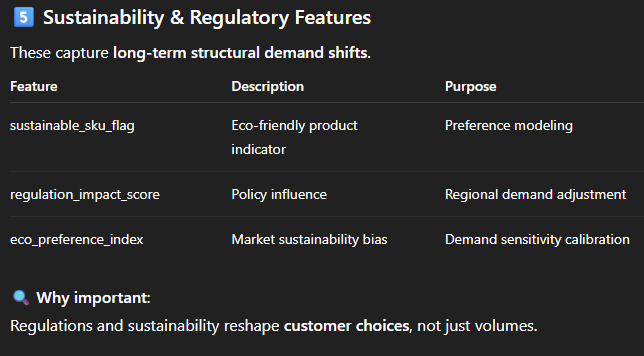 5 Sustainability & Regulatory Features
These capture long-term structural demand shifts.
Feature Description Purpose
sustainable_sku_flag Eco-friendly product indicator Preference modeling
regulation_impact_score Policy influence Regional demand adjustment
eco_preference_index Market sustainability bias Demand sensitivity calibration
Why important:
Regulations and sustainability reshape customer choices, not just volumes.